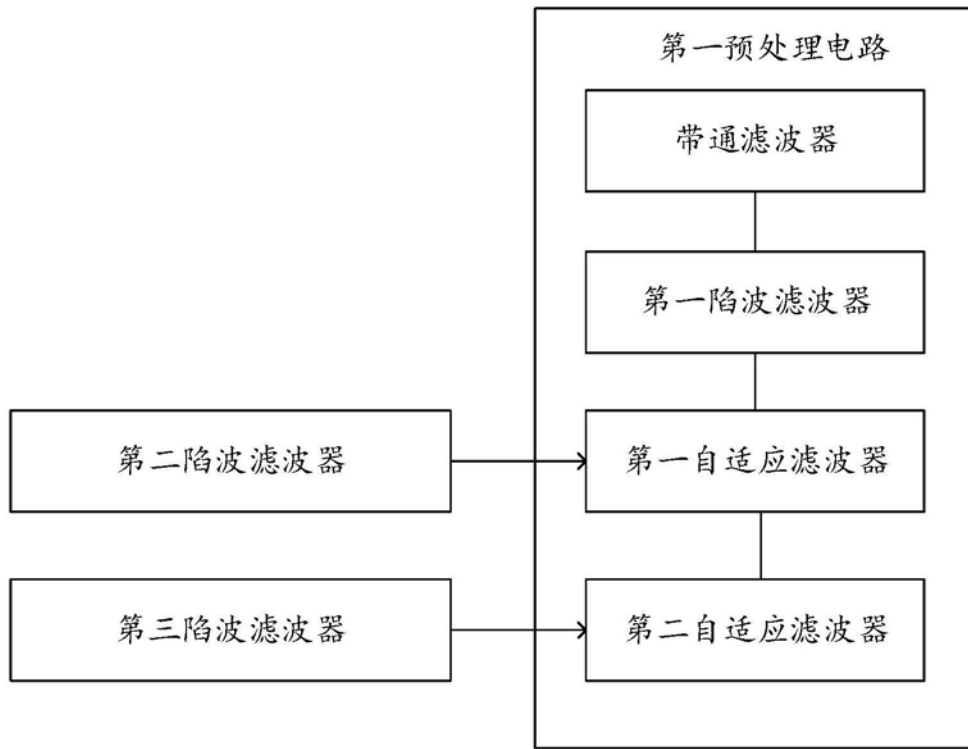 第一预处理电路
带通滤波器
第一陷波滤波器
第二陷波滤波器
第一自适应滤波器
第三陷波滤波器
第二自适应滤波器